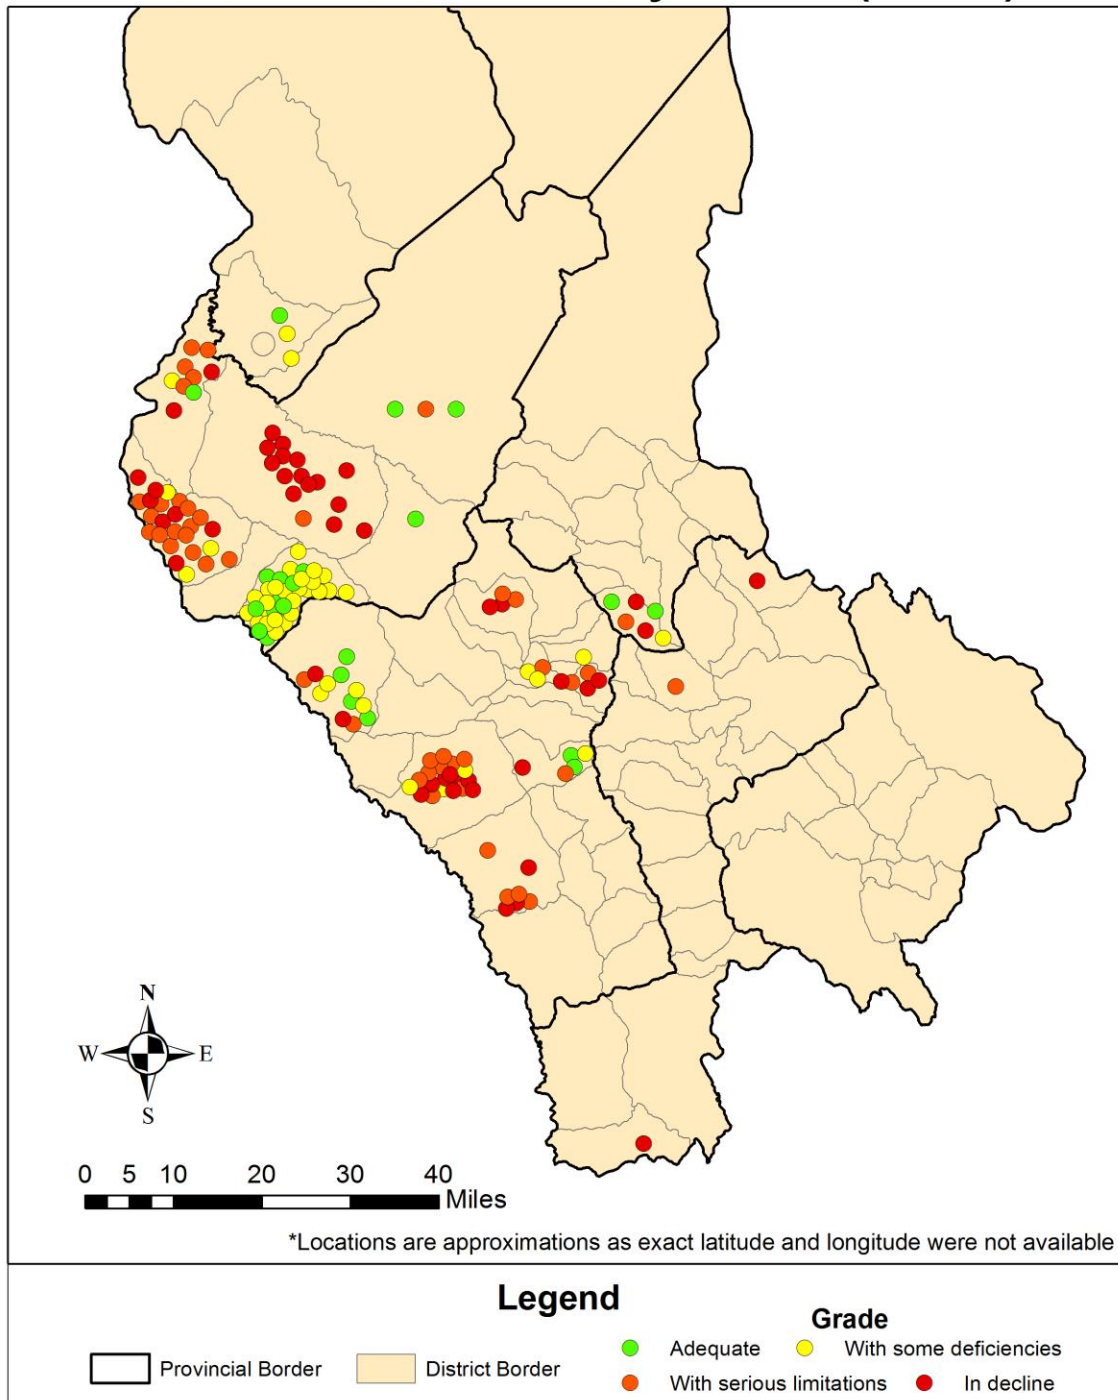 N
W E
S
0 5 10 20 30 40
Miles
*Locations are approximations as exact latitude and longitude were not available
Legend
Grade
Provincial Border District Border Adequate With some deficiencies
With serious limitations In decline